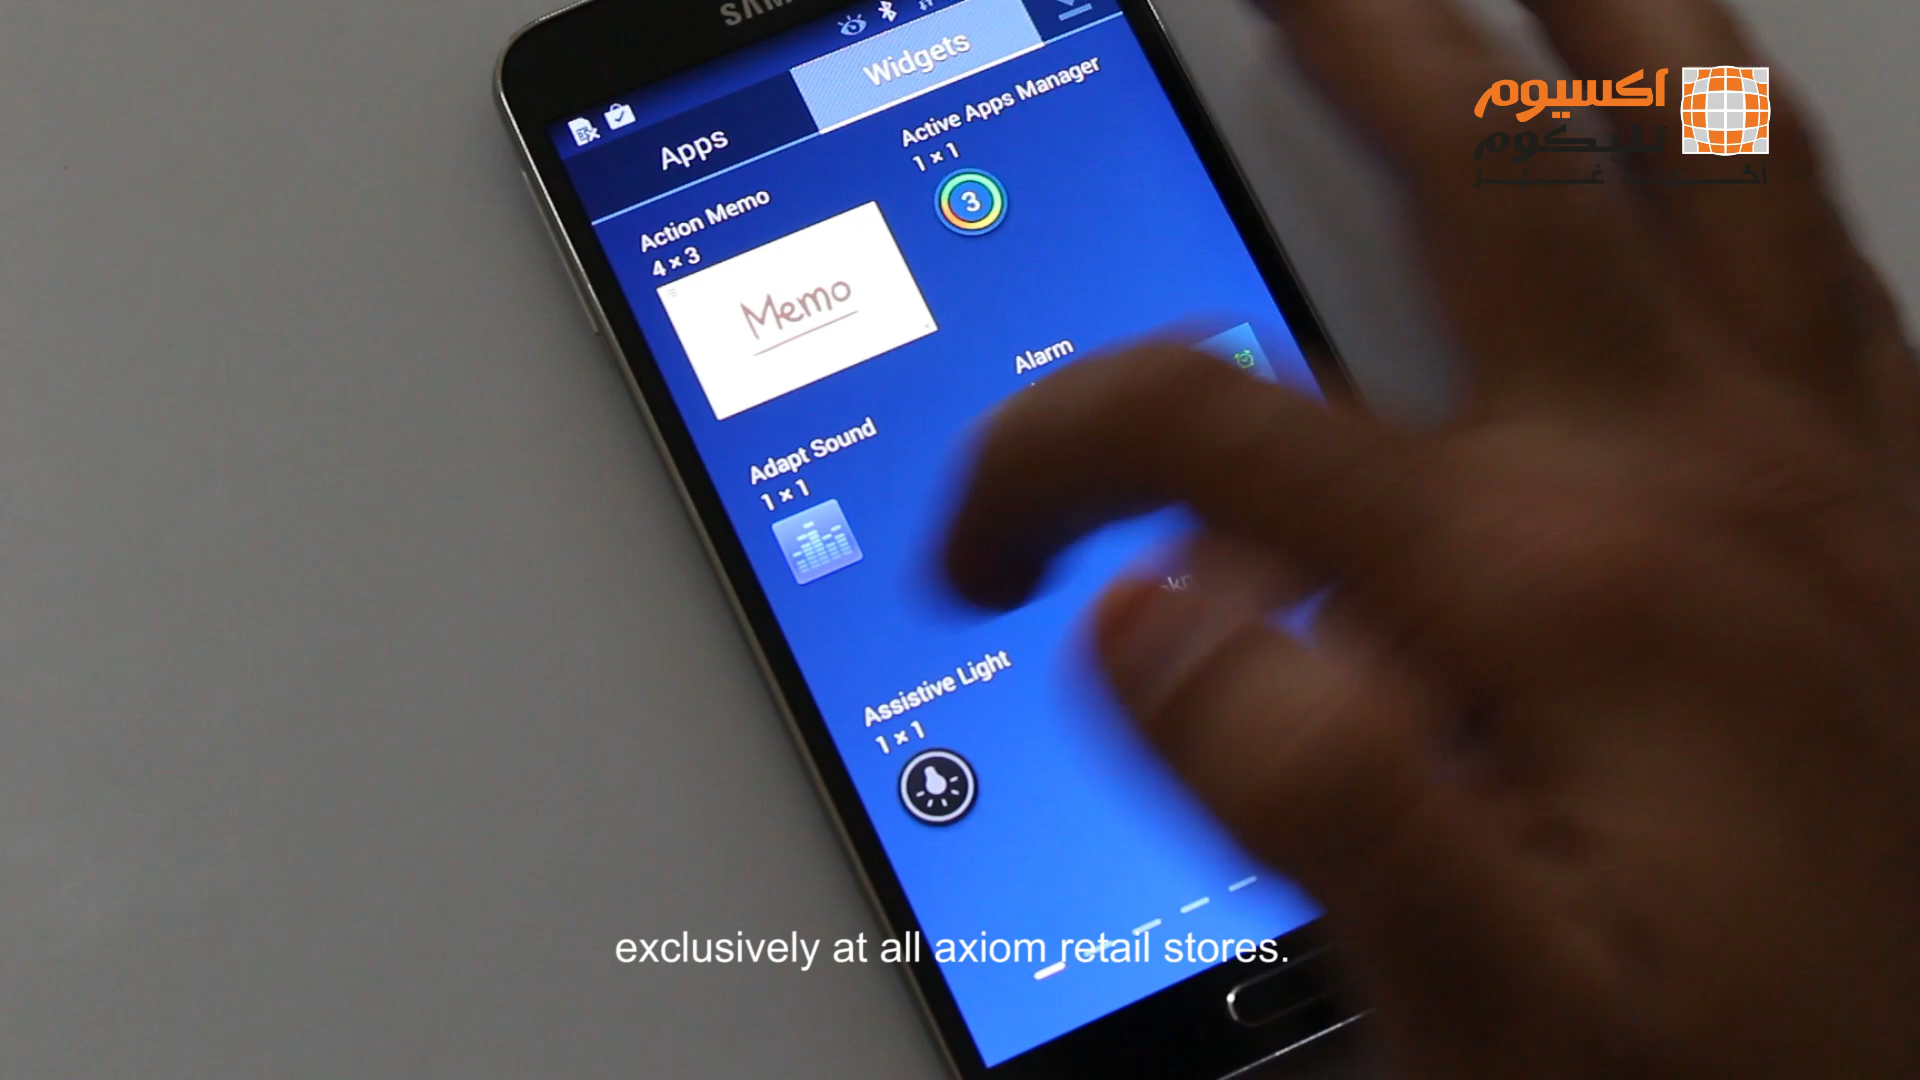 Widgets
Apps
Active Apps Manager
1 × 1
3
Action Memo
4 × 3
Memo
Alarm
Adapt Sound
1 × 1
Assistive Light
1 × 1
exclusively at all axiom retail stores.
اكسيوم
تليكوم